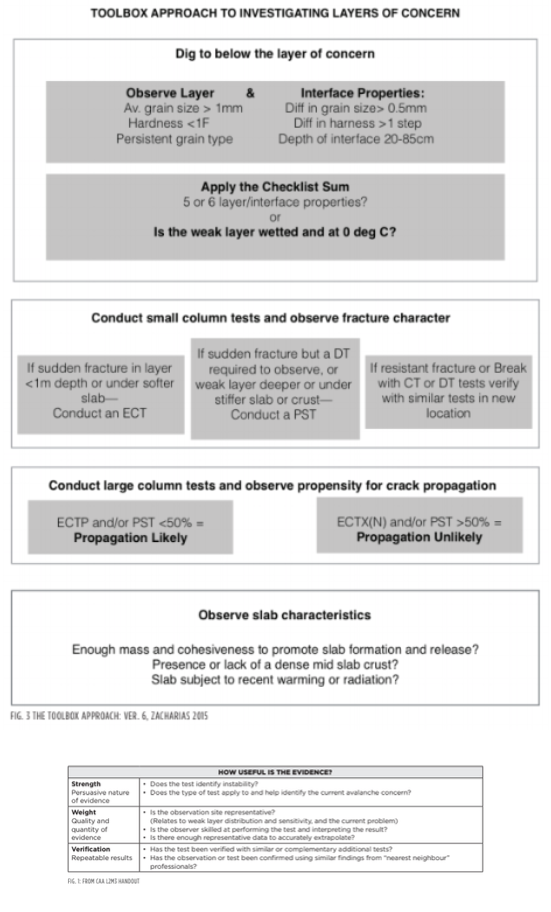 TOOLBOX APPROACH TO INVESTIGATING LAYERS OF CONCERN
Dig to below the layer of concern
Observe Layer & Interface Properties:
Av. grain size > 1mm Diff in grain size> 0.5mm
Hardness <1F Diff in harness >1 step
Persistent grain type Depth of interface 20-85cm
Apply the Checklist Sum
5 or 6 layer/interface properties?
or
Is the weak layer wetted and at 0 deg C?
Conduct small column tests and observe fracture character
If sudden fracture in layer
<1m depth or under softer
slab—
Conduct an ECT
If sudden fracture but a DT
required to observe, or
weak layer deeper or under
stiffer slab or crust—
Conduct a PST
If resistant fracture or Break
with CT or DT tests verify
with similar tests in new
location
Conduct large column tests and observe propensity for crack propagation
ECTP and/or PST <50% =
Propagation Likely
ECTX(N) and/or PST >50% =
Propagation Unlikely
Observe slab characteristics
Enough mass and cohesiveness to promote slab formation and release?
Presence or lack of a dense mid slab crust?
Slab subject to recent warming or radiation?
FIG. 3 THE TOOLBOX APPROACH: VER. 6, ZACHARIAS 2015
HOW USEFUL IS THE EVIDENCE?
Strength
Persuasive nature
of evidence
• Does the test identify instability?
• Does the type of test apply to and help identify the current avalanche concern?
Weight
Quality and
quantity of
evidence
• Is the observation site representative?
(Relates to weak layer distribution and sensitivity, and the current problem)
• Is the observer skilled at performing the test and interpreting the result?
• Is there enough representative data to accurately extrapolate?
Verification
Repeatable results
• Has the test been verified with similar or complementary additional tests?
• Has the observation or test been confirmed using similar findings from "nearest neighbour"
professionals?
FIG. 1: FROM CAA L2M1 HANDOUT